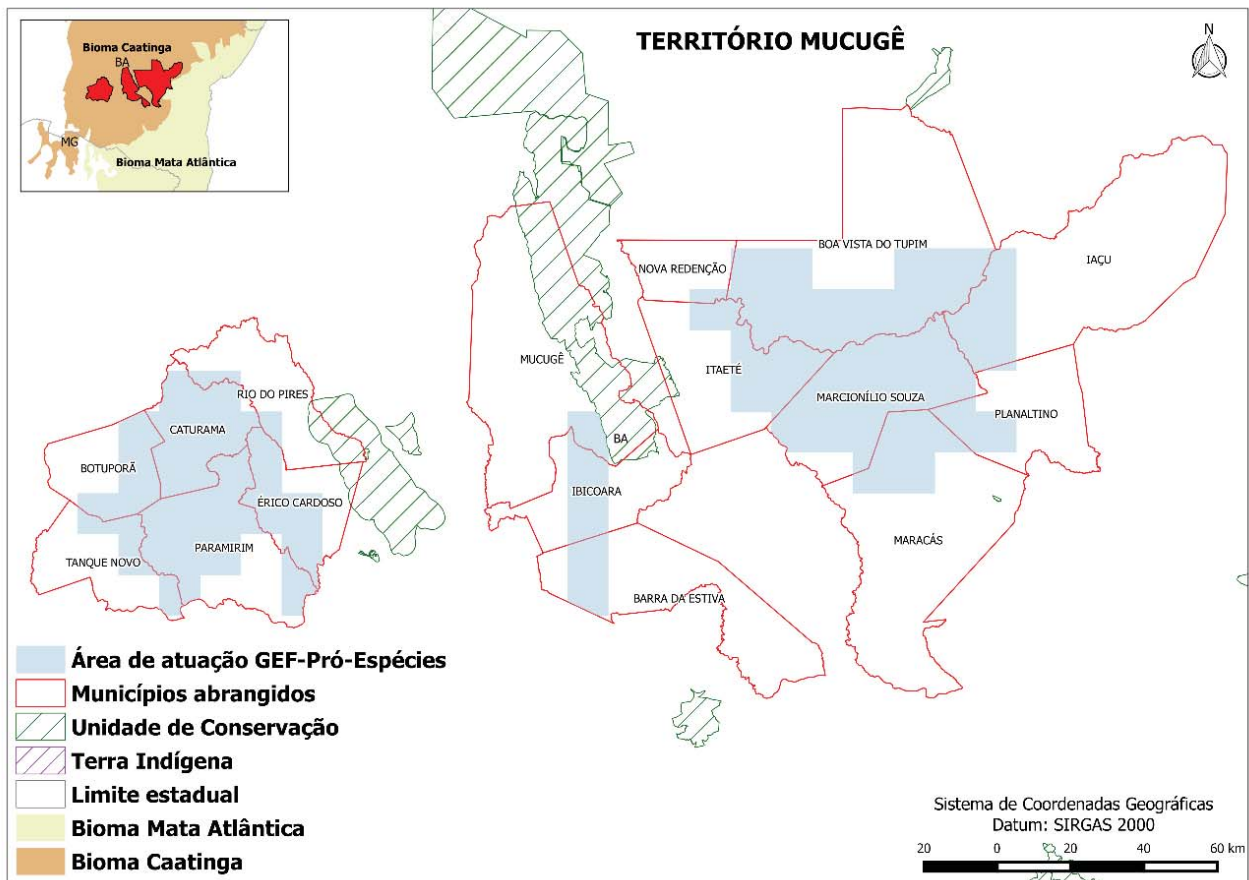 TERRITÓRIO MUCUGÊ
N
Bioma Caatinga
BA
MG
Bioma Mata Atlântica
BOA VISTA DO TUPIM
NOVA REDENÇÃO
IAÇU
MUCUGÊ
ITAETÉ
RIO DO PIRES
MARCIONÍLIO SOUZA
PLANALTINO
CATURAMA
BA
BOTUPORÃ
IBICOARA
ÉRICO CARDOSO
PARAMIRIM
MARACÁS
TANQUE NOVO
BARRA DA ESTIVA
Área de atuação GEF-Pró-Espécies
Municípios abrangidos
Unidade de Conservação
Terra Indígena
Limite estadual
Bioma Mata Atlântica
Bioma Caatinga
Sistema de Coordenadas Geográficas
Datum: SIRGAS 2000
20 0 20 40 60 km